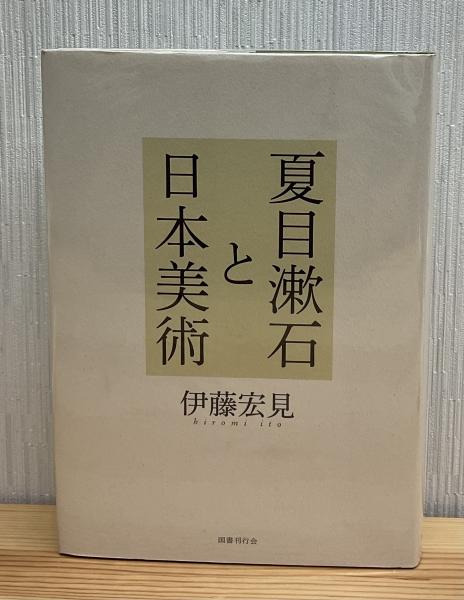 夏目漱石
と
日本美術
伊藤宏見
hiromi ito
国書刊行会